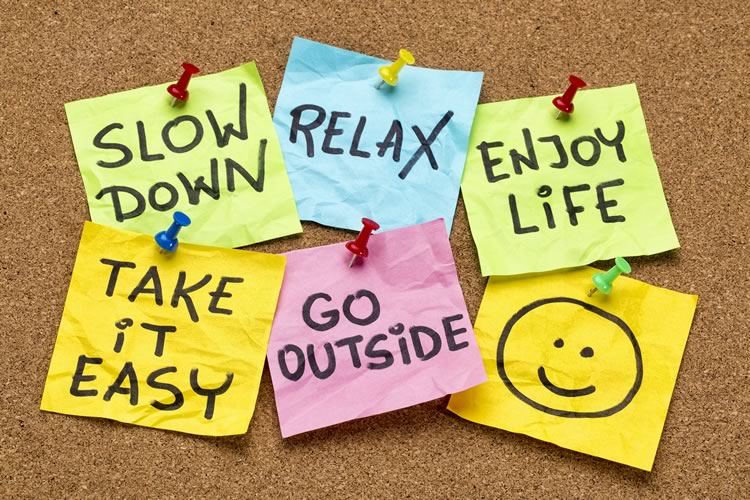 SLOW
DOWN
RELAX
ENJOY
LiFE
TAKE
iT
EASY
GO
OUTSiDE